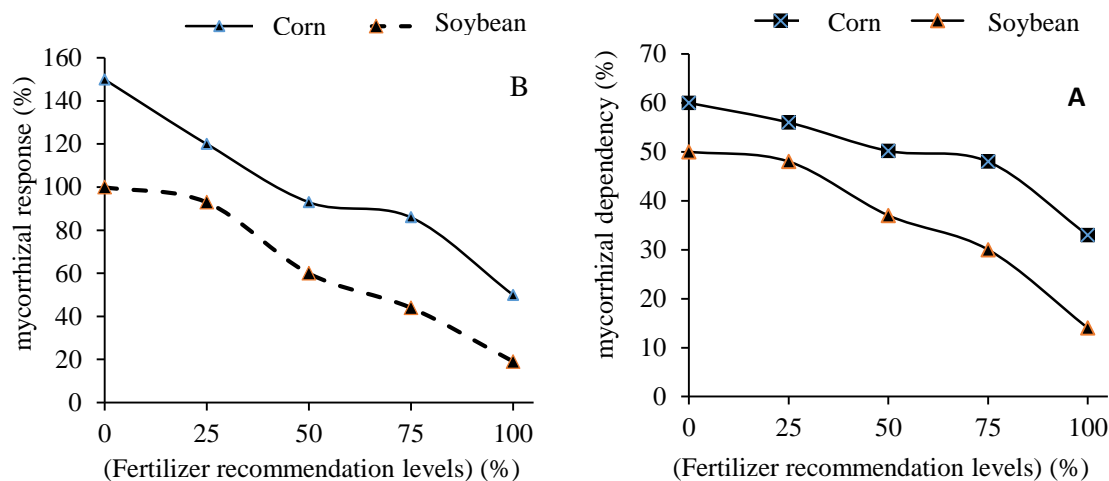 Corn Soybean
B
mycorrhizal response (%)
160
140
120
100
80
60
40
20
0
0 25 50 75 100
(Fertilizer recommendation levels) (%)
Corn Soybean
A
mycorrhizal dependency (%)
70
60
50
40
30
20
10
0
0 25 50 75 100
(Fertilizer recommendation levels) (%)